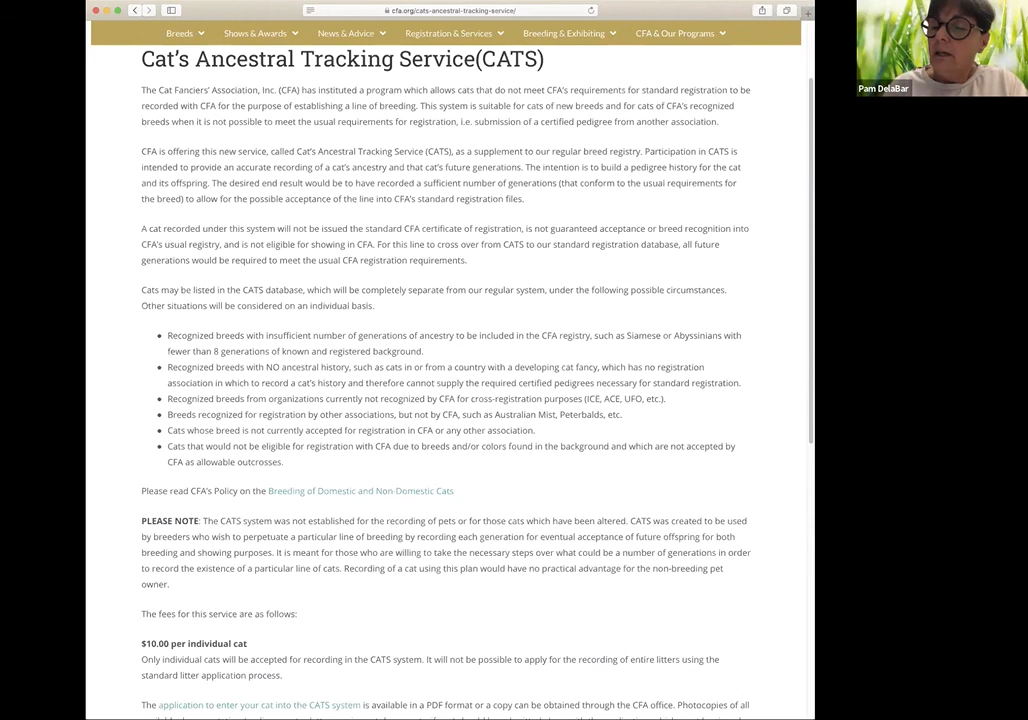 cfa.org/cats-ancestral-tracking-service/
Breeds Shows & Awards News & Advice Registration & Services Breeding & Exhibiting CFA & Our Programs
Pam DelaBar
Cat's Ancestral Tracking Service(CATS)
The Cat Fanciers' Association, Inc. (CFA) has instituted a program which allows cats that do not meet CFA's requirements for standard registration to be
recorded with CFA for the purpose of establishing a line of breeding. This system is suitable for cats of new breeds and for cats of CFA's recognized
breeds when it is not possible to meet the usual requirements for registration, i.e. submission of a certified pedigree from another association.
CFA is offering this new service, called Cat's Ancestral Tracking Service (CATS), as a supplement to our regular breed registry. Participation in CATS is
intended to provide an accurate recording of a cat's ancestry and that cat's future generations. The intention is to build a pedigree history for the cat
and its offspring. The desired end result would be to have recorded a sufficient number of generations (that conform to the usual requirements for
the breed) to allow for the possible acceptance of the line into CFA's standard registration files.
A cat recorded under this system will not be issued the standard CFA certificate of registration, is not guaranteed acceptance or breed recognition into
CFA's usual registry, and is not eligible for showing in CFA. For this line to cross over from CATS to our standard registration database, all future
generations would be required to meet the usual CFA registration requirements.
Cats may be listed in the CATS database, which will be completely separate from our regular system, under the following possible circumstances.
Other situations will be considered on an individual basis.
Recognized breeds with insufficient number of generations of ancestry to be included in the CFA registry, such as Siamese or Abyssinians with
fewer than 8 generations of known and registered background.
Recognized breeds with NO ancestral history, such as cats in or from a country with a developing cat fancy, which has no registration
association in which to record a cat's history and therefore cannot supply the required certified pedigrees necessary for standard registration.
Recognized breeds from organizations currently not recognized by CFA for cross-registration purposes (ICE, ACE, UFO, etc.).
Breeds recognized for registration by other associations, but not by CFA, such as Australian Mist, Peterbalds, etc.
Cats whose breed is not currently accepted for registration in CFA or any other association.
Cats that would not be eligible for registration with CFA due to breeds and/or colors found in the background and which are not accepted by
CFA as allowable outcrosses.
Please read CFA's Policy on the Breeding of Domestic and Non-Domestic Cats
PLEASE NOTE: The CATS system was not established for the recording of pets or for those cats which have been altered. CATS was created to be used
by breeders who wish to perpetuate a particular line of breeding by recording each generation for eventual acceptance of future offspring for both
breeding and showing purposes. It is meant for those who are willing to take the necessary steps over what could be a number of generations in order
to record the existence of a particular line of cats. Recording of a cat using this plan would have no practical advantage for the non-breeding pet
owner.
The fees for this service are as follows:
$10.00 per individual cat
Only individual cats will be accepted for recording in the CATS system. It will not be possible to apply for the recording of entire litters using the
standard litter application process.
The application to enter your cat into the CATS system is available in a PDF format or a copy can be obtained through the CFA office. Photocopies of all